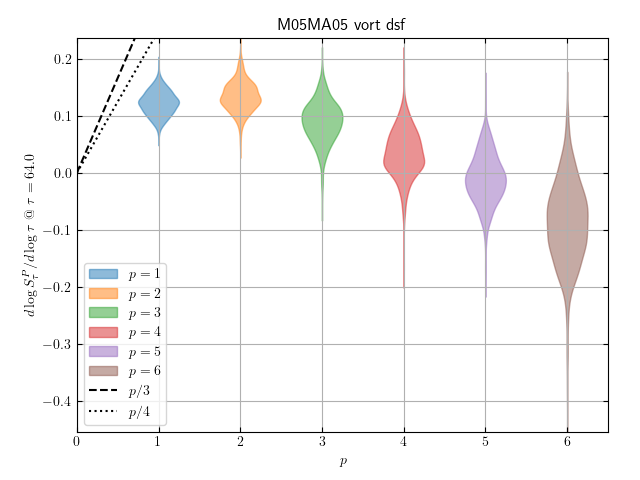 M05MA05 vort dsf
d log S_τ^P / d log τ @ τ = 64.0
0.2
0.1
0.0
−0.1
−0.2
−0.3
−0.4
p = 1
p = 2
p = 3
p = 4
p = 5
p = 6
p/3
p/4
0 1 2 3 4 5 6
p